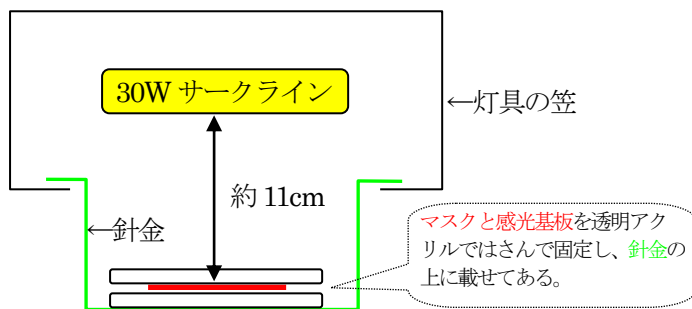 30W サークライン
←灯具の笠
約 11cm
←針金
マスクと感光基板を透明アク
リルではさんで固定し、針金の
上に載せてある。